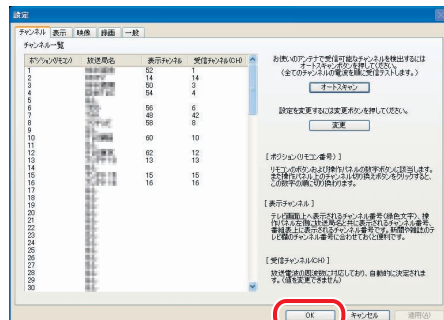 設定
チャンネル 表示 映像 録画 一般
チャンネル一覧
ポジション(リモコン) 放送局名 表示チャンネル 受信チャンネル(CH)
1 52 1
2 14 14
3 50 3
4 54 4
5
6 56 6
7 48 42
8 58 8
9
10 60 10
11
12 62 12
13 13 13
14
15 15 15
16 16 16
17
18
19
20
21
22
23
24
25
26
27
28
29
30
お使いのアンテナで受信可能なチャンネルを検出するには
オートスキャンボタンを押してください。
(全てのチャンネルの電波を順に受信テストします。)
オートスキャン
設定を変更するには変更ボタンを押してください。
変更
[ ポジション(リモコン番号) ]
リモコンのボタンおよび操作パネルの数字ボタンに該当します。
また操作パネル上のチャンネル切り換えボタンをクリックすると、
この数字の順に切り換わります。
[ 表示チャンネル ]
テレビ画面上へ表示されるチャンネル番号(緑色文字)、操
作パネル左側に放送局名と共に表示されるチャンネル番号、
番組表上に表示されるチャンネル番号です。新聞や雑誌のテ
レビ欄のチャンネル番号に合わせておくと便利です。
[ 受信チャンネル(CH) ]
放送電波の周波数に対応しており、自動的に決定されま
す。(値を変更できません)
OK キャンセル 適用(A)